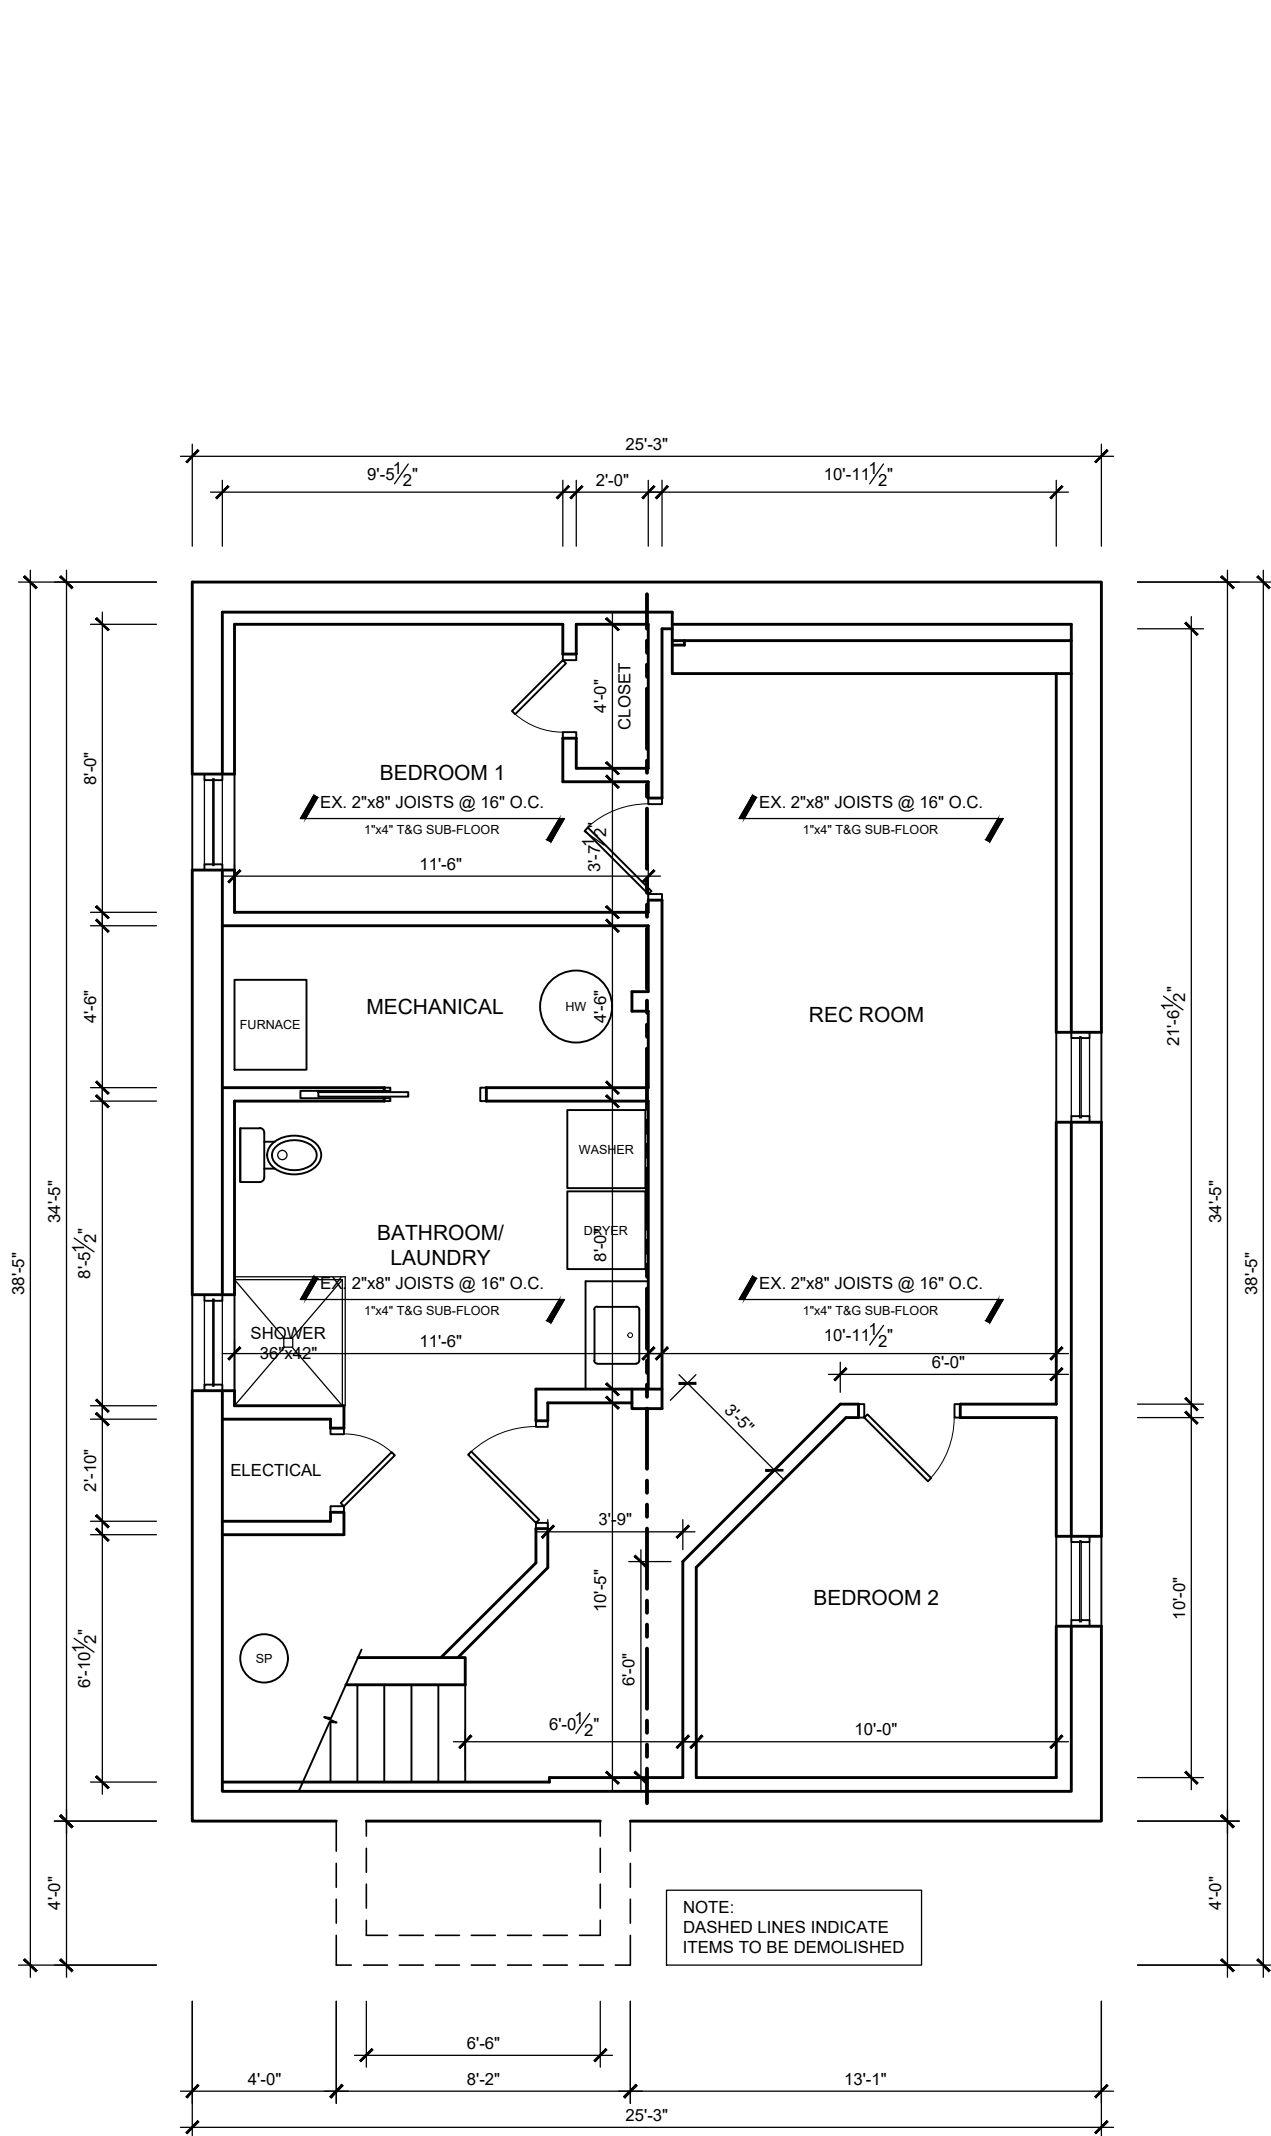 25'-3"
9'-5½"
2'-0"
10'-11½"
CLOSET
4'-0"
8'-0"
BEDROOM 1
EX. 2"x8" JOISTS @ 16" O.C.
1"x4" T&G SUB-FLOOR
EX. 2"x8" JOISTS @ 16" O.C.
1"x4" T&G SUB-FLOOR
3'-7½"
11'-6"
4'-6"
FURNACE
MECHANICAL
HW
4'-6"
REC ROOM
21'-6½"
WASHER
DRYER
8'-0"
BATHROOM/
LAUNDRY
38'-5"
34'-5"
8'-5½"
34'-5"
38'-5"
EX. 2"x8" JOISTS @ 16" O.C.
1"x4" T&G SUB-FLOOR
EX. 2"x8" JOISTS @ 16" O.C.
1"x4" T&G SUB-FLOOR
SHOWER
36"x42"
11'-6"
10'-11½"
6'-0"
3'-5"
2'-10"
ELECTICAL
3'-9"
10'-5"
BEDROOM 2
10'-0"
6'-10½"
SP
6'-0"
6'-0½"
10'-0"
4'-0"
4'-0"
NOTE:
DASHED LINES INDICATE
ITEMS TO BE DEMOLISHED
6'-6"
4'-0"
8'-2"
13'-1"
25'-3"